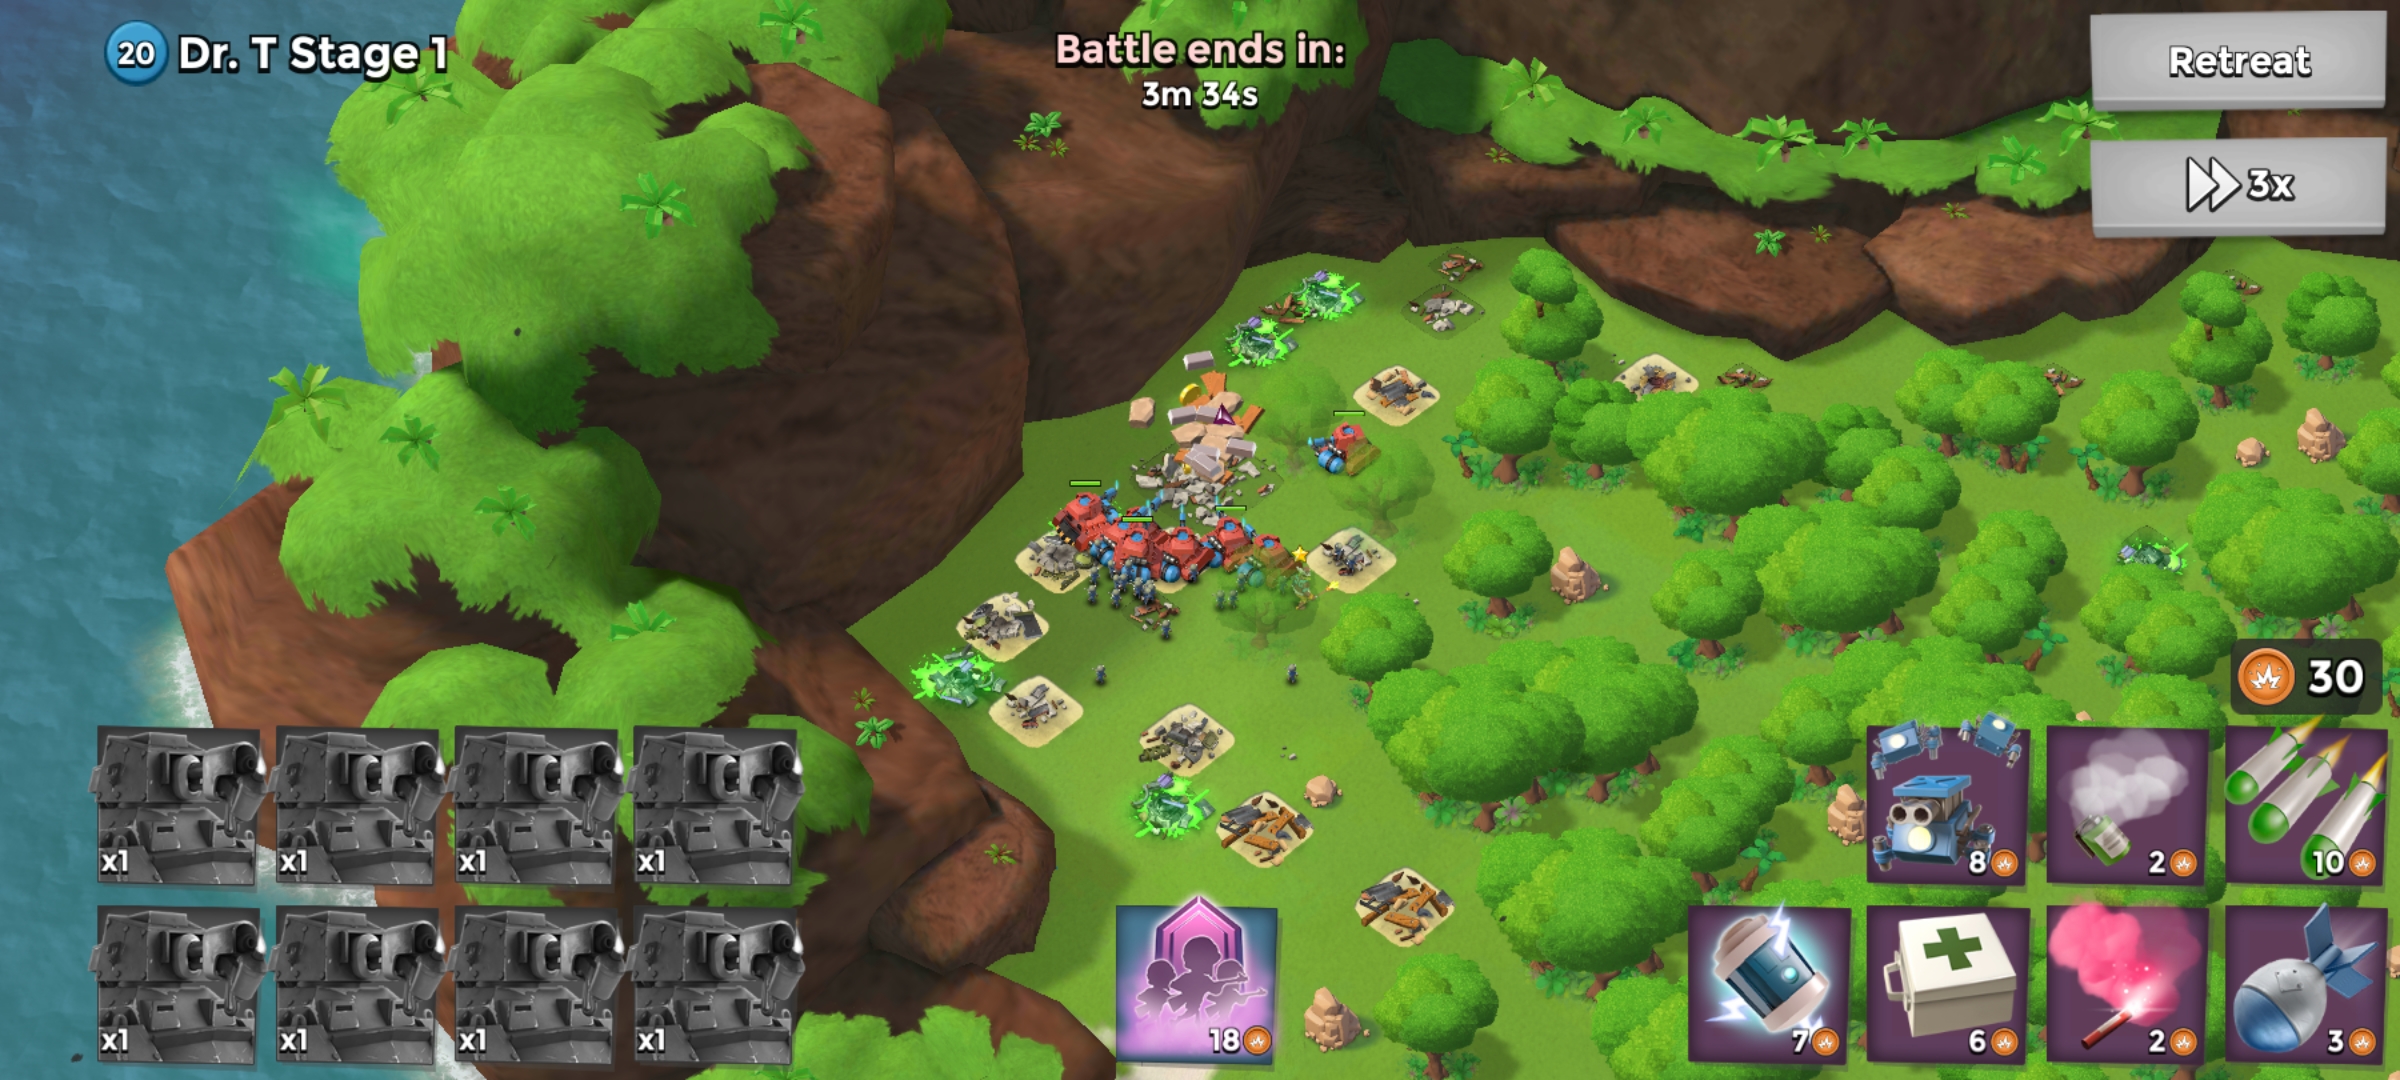 20 Dr. T Stage 1
Battle ends in:
3m 34s
Retreat
3x
30
x1 x1 x1 x1
8 2 10
x1 x1 x1 x1
18 7 6 2 3